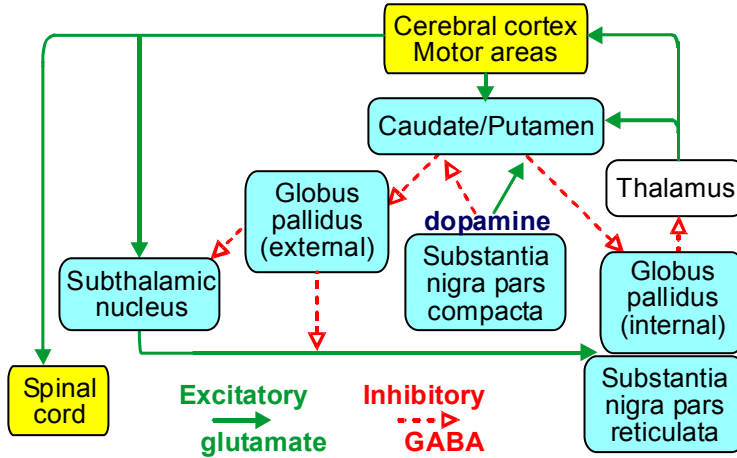 Cerebral cortex
Motor areas
Caudate/Putamen
Globus
pallidus
(external)
Thalamus
dopamine
Substantia
nigra pars
compacta
Subthalamic
nucleus
Globus
pallidus
(internal)
Spinal
cord
Excitatory
glutamate
Inhibitory
GABA
Substantia
nigra pars
reticulata